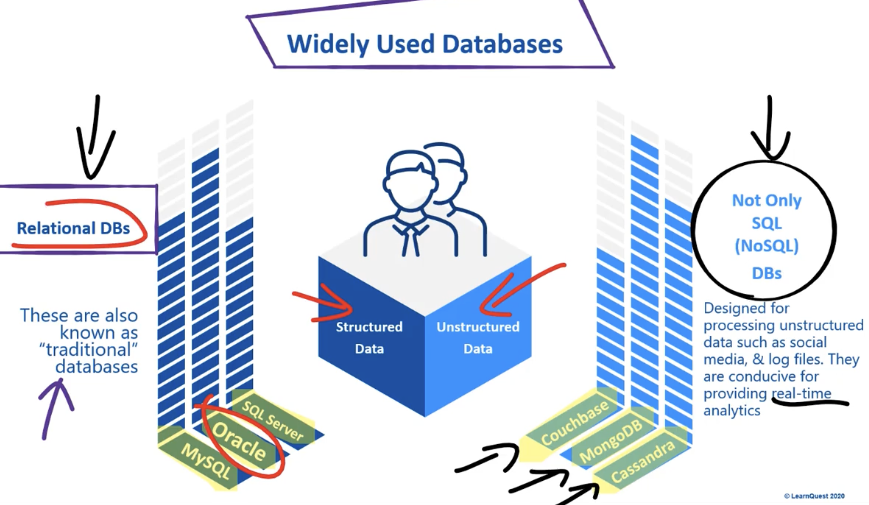 Widely Used Databases
Relational DBs
These are also
known as
“traditional”
databases
Structured
Data
Unstructured
Data
MySQL
Oracle
SQL Server
Couchbase
MongoDB
Cassandra
Not Only
SQL
(NoSQL)
DBs
Designed for
processing unstructured
data such as social
media, & log files. They
are conducive for
providing real-time
analytics
© LearnQuest 2020